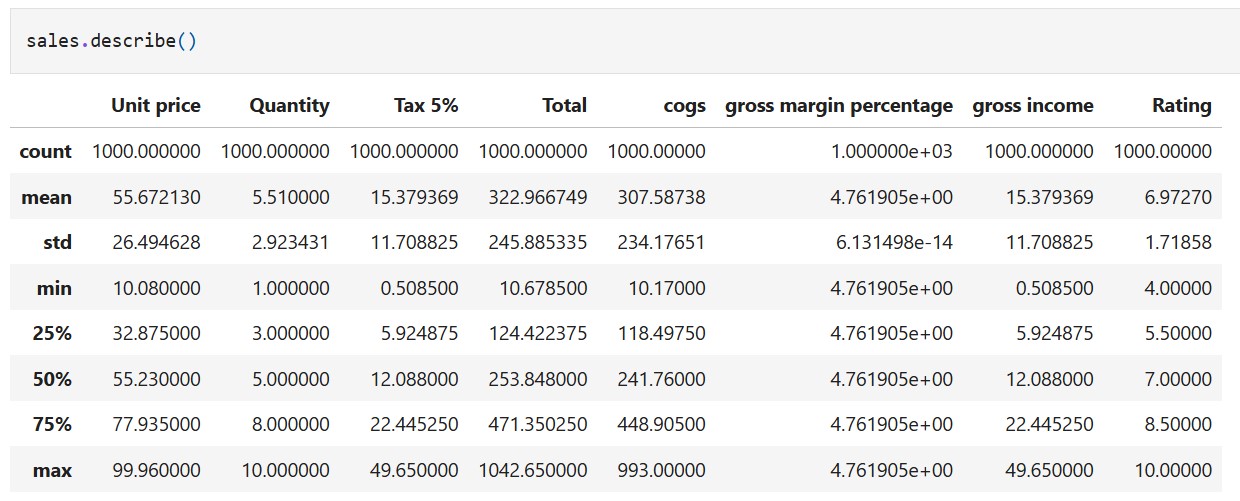 sales.describe()
Unit price Quantity Tax 5% Total cogs gross margin percentage gross income Rating
count 1000.000000 1000.000000 1000.000000 1000.000000 1000.00000 1.000000e+03 1000.000000 1000.00000
mean 55.672130 5.510000 15.379369 322.966749 307.58738 4.761905e+00 15.379369 6.97270
std 26.494628 2.923431 11.708825 245.885335 234.17651 6.131498e-14 11.708825 1.71858
min 10.080000 1.000000 0.508500 10.678500 10.17000 4.761905e+00 0.508500 4.00000
25% 32.875000 3.000000 5.924875 124.422375 118.49750 4.761905e+00 5.924875 5.50000
50% 55.230000 5.000000 12.088000 253.848000 241.76000 4.761905e+00 12.088000 7.00000
75% 77.935000 8.000000 22.445250 471.350250 448.90500 4.761905e+00 22.445250 8.50000
max 99.960000 10.000000 49.650000 1042.650000 993.00000 4.761905e+00 49.650000 10.00000